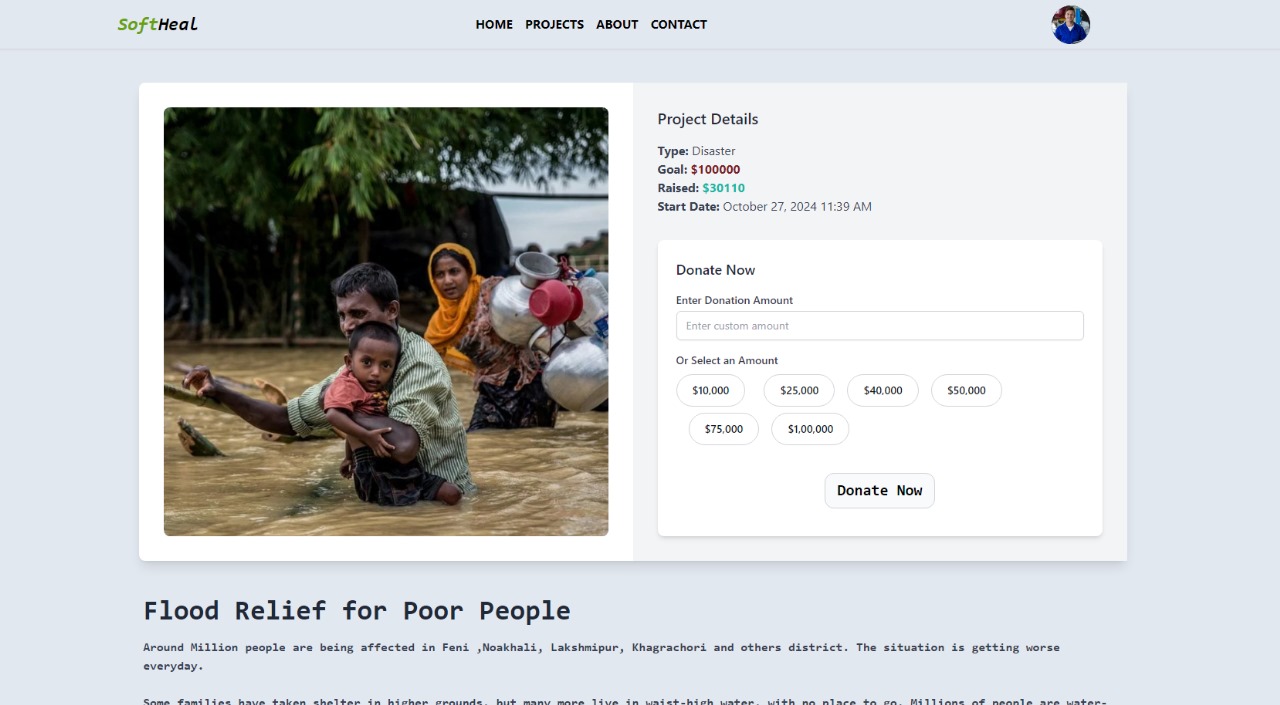 SoftHeal
HOME PROJECTS ABOUT CONTACT
Project Details
Type: Disaster
Goal: $100000
Raised: $30110
Start Date: October 27, 2024 11:39 AM
Donate Now
Enter Donation Amount
Enter custom amount
Or Select an Amount
$10,000 $25,000 $40,000 $50,000
$75,000 $1,00,000
Donate Now
Flood Relief for Poor People
Around Million people are being affected in Feni ,Noakhali, Lakshmipur, Khagrachori and others district. The situation is getting worse
everyday.
Some families have taken shelter in higher grounds, but many more live in waist-high water, with no place to go. Millions of people are water-